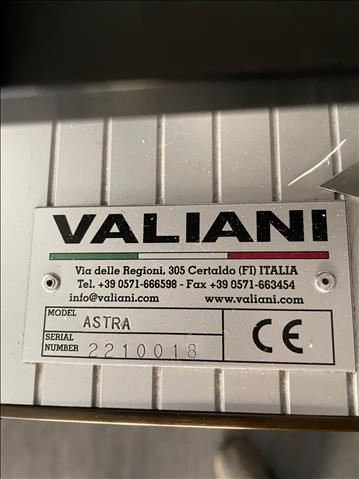 VALIANI
Via delle Regioni, 305 Certaldo (FI) ITALIA
Tel. +39 0571-666598 - Fax +39 0571-663454
info@valiani.com www.valiani.com
MODEL ASTRA
SERIAL NUMBER 2210018
CE